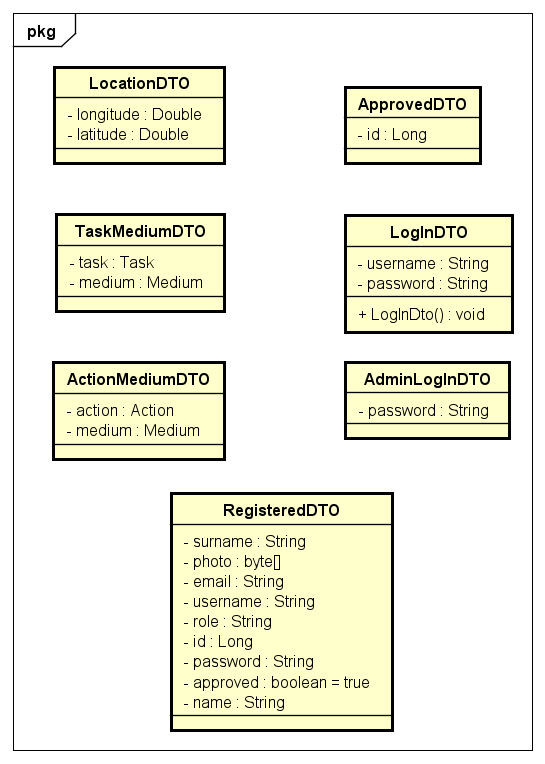 pkg
LocationDTO
- longitude : Double
- latitude : Double
ApprovedDTO
- id : Long
TaskMediumDTO
- task : Task
- medium : Medium
LogInDTO
- username : String
- password : String
+ LogInDto() : void
ActionMediumDTO
- action : Action
- medium : Medium
AdminLogInDTO
- password : String
RegisteredDTO
- surname : String
- photo : byte[]
- email : String
- username : String
- role : String
- id : Long
- password : String
- approved : boolean = true
- name : String